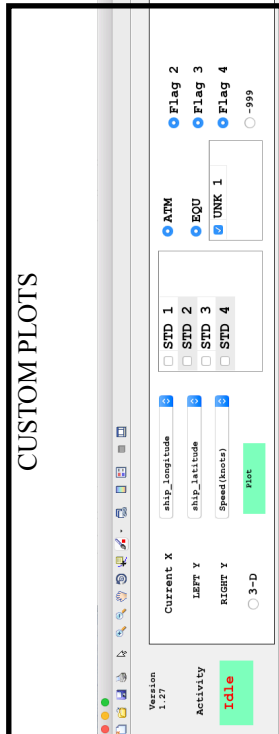 CUSTOM PLOTS
Version
1.27
Activity
Idle
Current X
ship_longitude
LEFT Y
ship_latitude
RIGHT Y
Speed(knots)
3-D
Plot
STD 1
STD 2
STD 3
STD 4
ATM
EQU
UNK 1
Flag 2
Flag 3
Flag 4
-999